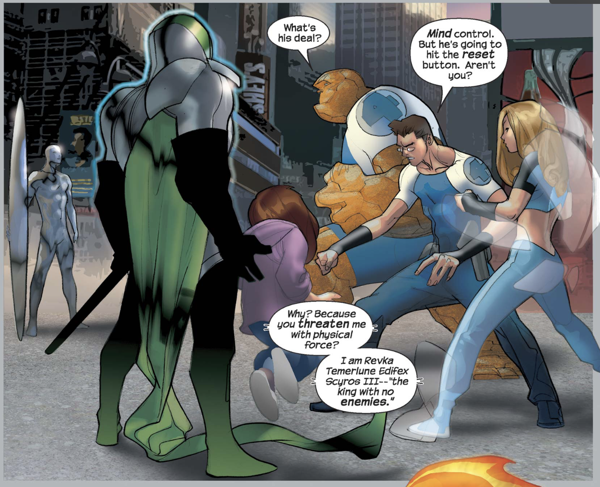 What's
his deal?
Mind control.
But he's going to
hit the reset
button. Aren't
you?
Why? Because
you threaten me
with physical
force?
I am Revka
Temerlune Edifex
Scyros III--"the
king with no
enemies."